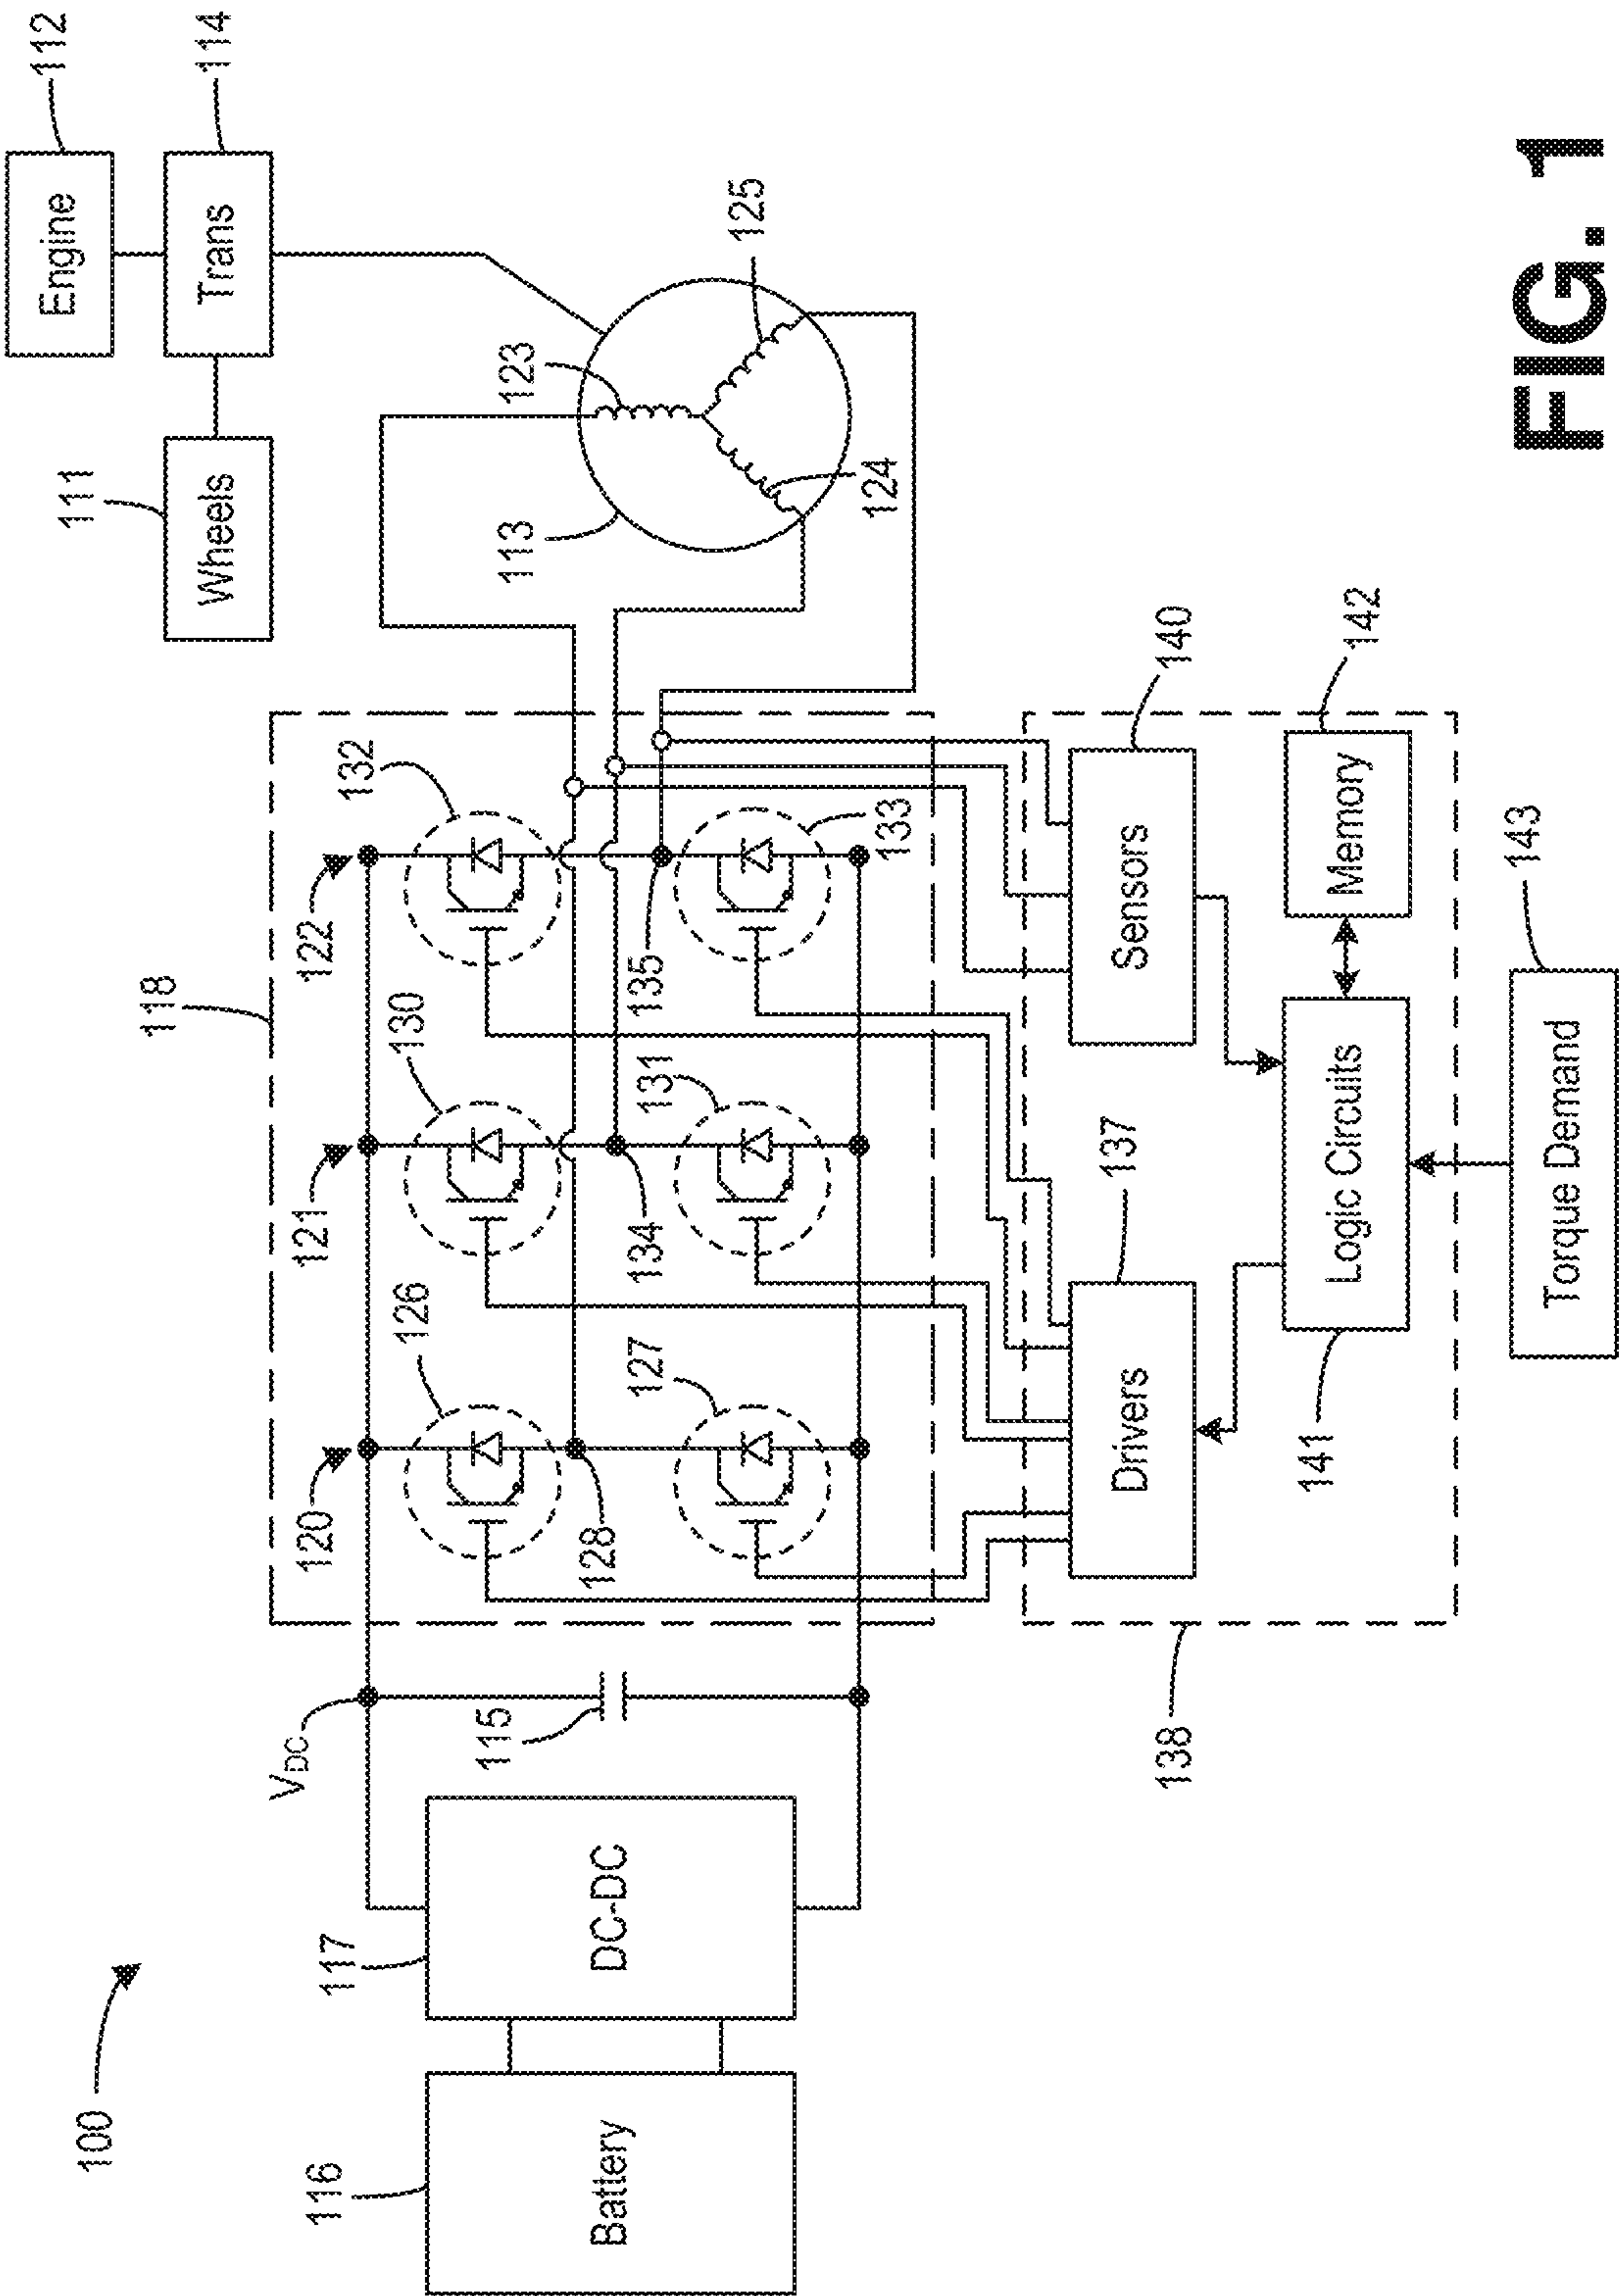 100
112
Engine
114
Trans
111
Wheels
118
122
132
121
130
120
126
V_DC
117
116
123
125
113
124
135
133
134
131
128
127
115
DC-DC
Battery
140
Sensors
142
Memory
137
Drivers
Logic Circuits
141
138
143
Torque Demand
FIG. 1